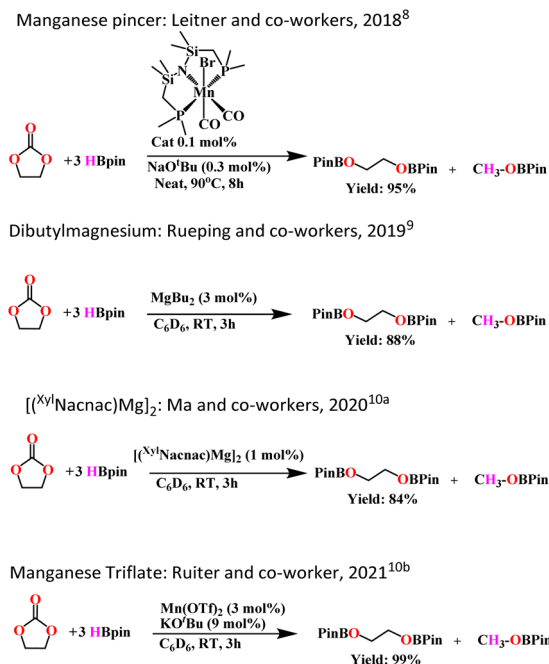 Manganese pincer: Leitner and co-workers, 2018⁸
Si
Br
Si
N
P
Mn
P
CO
CO
O
O O
+3 HBpin
Cat 0.1 mol%
NaOᵗBu (0.3 mol%)
Neat, 90ᵒC, 8h
PinBO OBPin + CH₃-OBPin
Yield: 95%
Dibutylmagnesium: Rueping and co-workers, 2019⁹
O
O O
+3 HBpin
MgBu₂ (3 mol%)
C₆D₆, RT, 3h
PinBO OBPin + CH₃-OBPin
Yield: 88%
[(ˣʸˡNacnac)Mg]₂: Ma and co-workers, 2020¹⁰ᵃ
O
O O
+3 HBpin
[(ˣʸˡNacnac)Mg]₂ (1 mol%)
C₆D₆, RT, 3h
PinBO OBPin + CH₃-OBPin
Yield: 84%
Manganese Triflate: Ruiter and co-worker, 2021¹⁰ᵇ
O
O O
+3 HBpin
Mn(OTf)₂ (3 mol%)
KOᵗBu (9 mol%)
C₆D₆, RT, 3h
PinBO OBPin + CH₃-OBPin
Yield: 99%